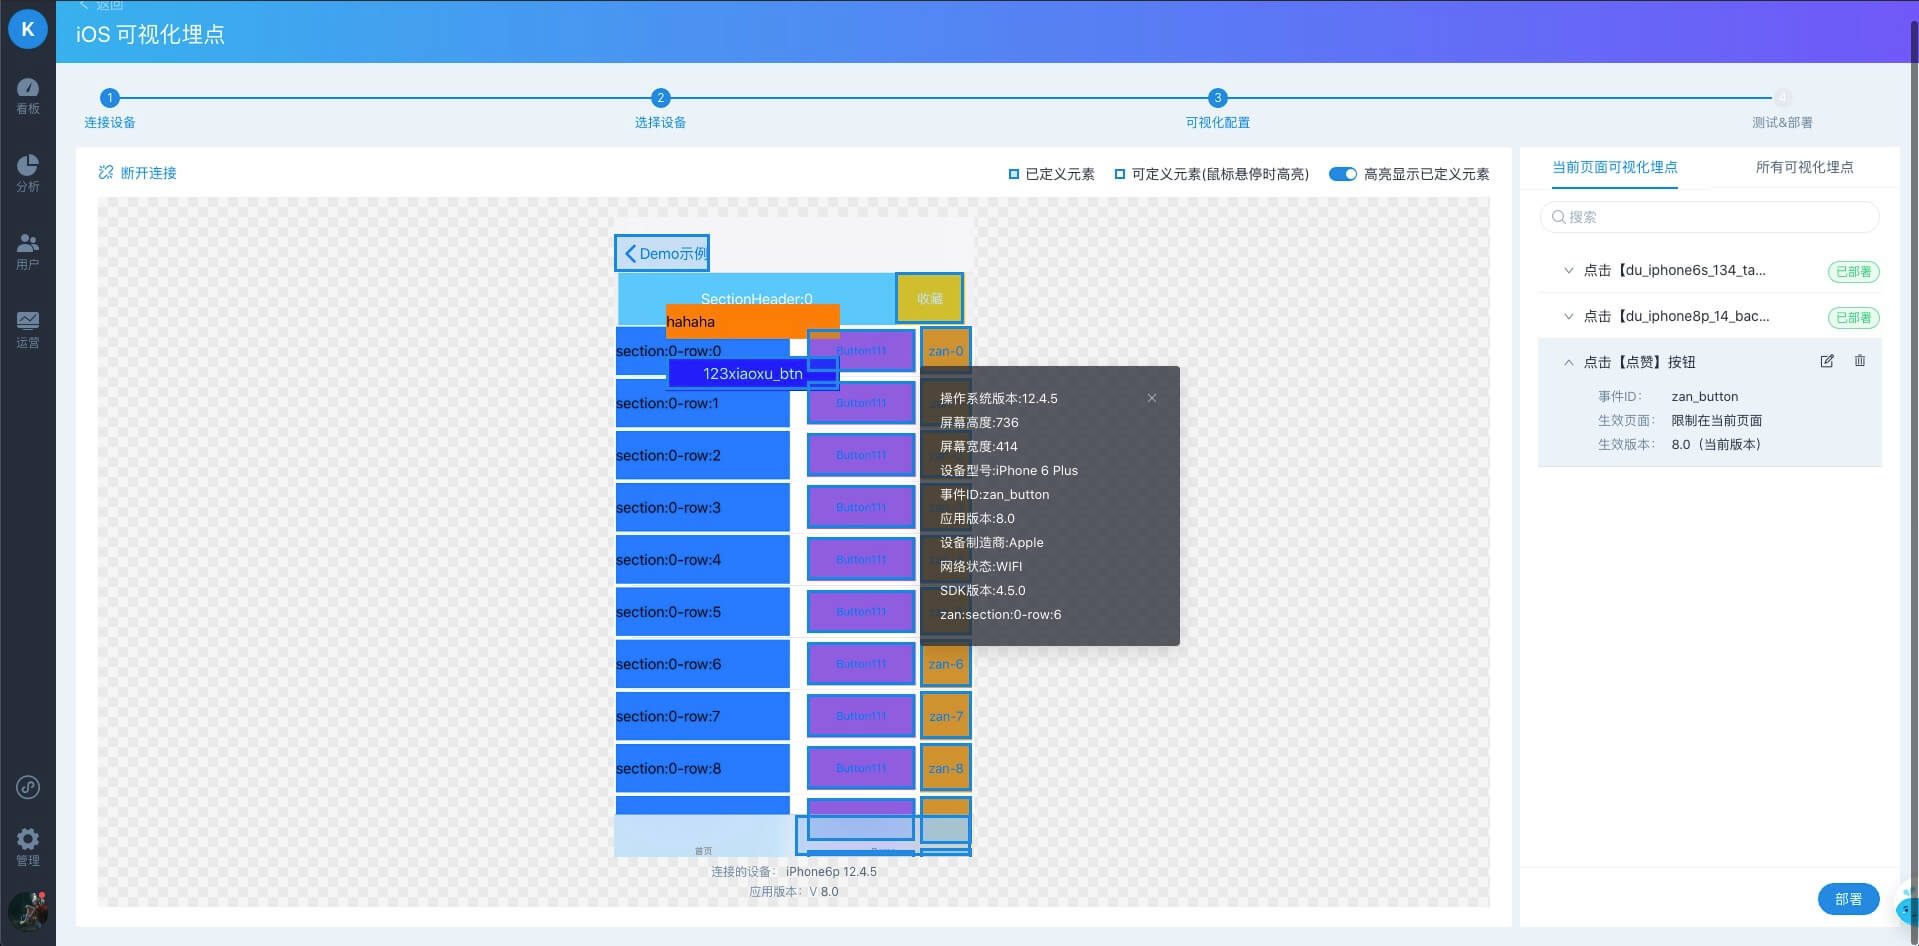 K
看板
分析
用户
运营
管理
返回
iOS 可视化埋点
1
连接设备
2
选择设备
3
可视化配置
4
测试&部署
断开连接
已定义元素
可定义元素(鼠标悬停时高亮)
高亮显示已定义元素
Demo示例
SectionHeader:0
收藏
hahaha
section:0-row:0
Button111
zan-0
123xiaoxu_btn
section:0-row:1
Button111
section:0-row:2
Button111
section:0-row:3
Button111
section:0-row:4
Button111
section:0-row:5
Button111
section:0-row:6
Button111
zan-6
section:0-row:7
Button111
zan-7
section:0-row:8
Button111
zan-8
首页
操作系统版本:12.4.5
屏幕高度:736
屏幕宽度:414
设备型号:iPhone 6 Plus
事件ID:zan_button
应用版本:8.0
设备制造商:Apple
网络状态:WIFI
SDK版本:4.5.0
zan:section:0-row:6
连接的设备: iPhone6p 12.4.5
应用版本: V 8.0
当前页面可视化埋点
所有可视化埋点
搜索
点击【du_iphone6s_134_ta...
已部署
点击【du_iphone8p_14_bac...
已部署
点击【点赞】按钮
事件ID: zan_button
生效页面: 限制在当前页面
生效版本: 8.0（当前版本）
部署